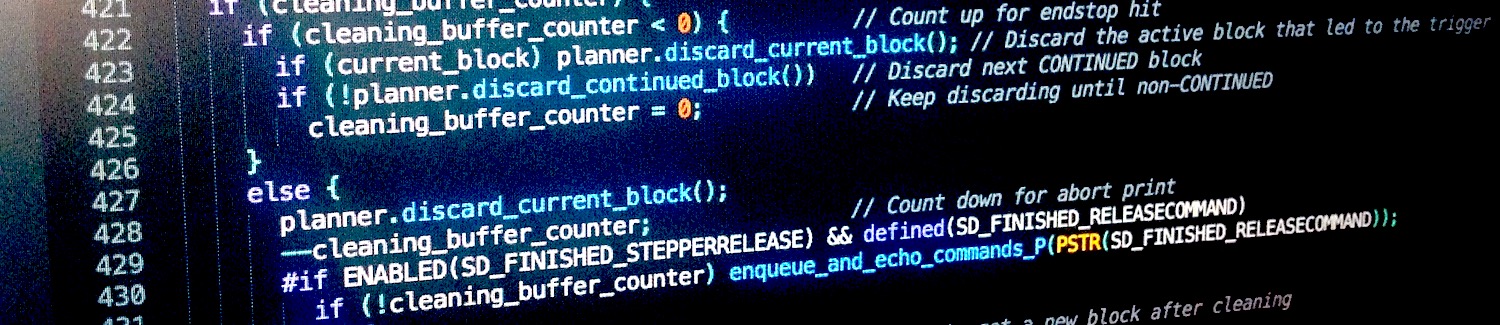 421 if (cleaning_buffer_counter) {
422 if (cleaning_buffer_counter < 0) { // Count up for endstop hit
423 if (current_block) planner.discard_current_block(); // Discard the active block that led to the trigger
424 if (!planner.discard_continued_block()) // Discard next CONTINUED block
425 cleaning_buffer_counter = 0; // Keep discarding until non-CONTINUED
426 }
427 else {
428 planner.discard_current_block();
429 --cleaning_buffer_counter; // Count down for abort print
430 #if ENABLED(SD_FINISHED_STEPPERRELEASE) && defined(SD_FINISHED_RELEASECOMMAND)
if (!cleaning_buffer_counter) enqueue_and_echo_commands_P(PSTR(SD_FINISHED_RELEASECOMMAND));
a new block after cleaning